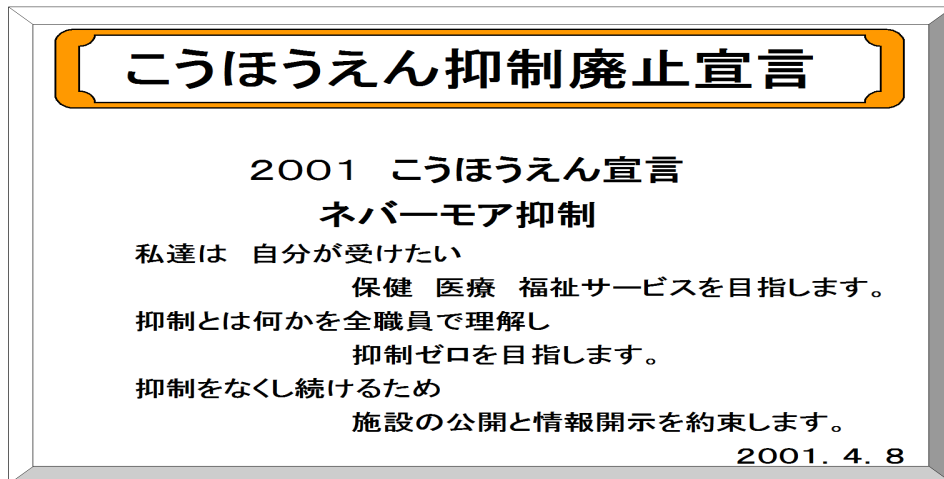 こうほうえん抑制廃止宣言
2001　こうほうえん宣言
ネバーモア抑制
私達は　自分が受けたい
保健　医療　福祉サービスを目指します。
抑制とは何かを全職員で理解し
抑制ゼロを目指します。
抑制をなくし続けるため
施設の公開と情報開示を約束します。
2001．4．8